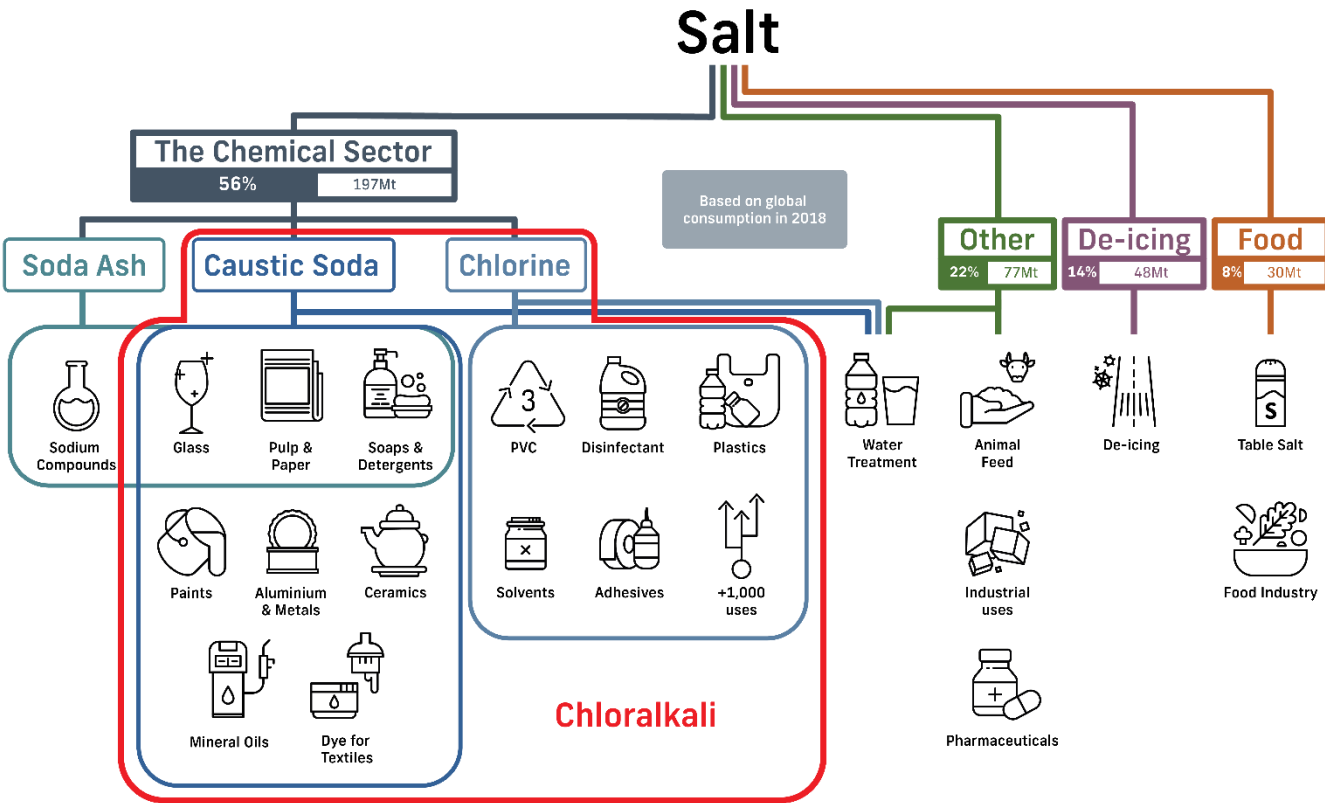 Salt
The Chemical Sector
56%
197Mt
Based on global
consumption in 2018
Other
22%
77Mt
De-icing
14%
48Mt
Food
8%
30Mt
Soda Ash
Caustic Soda
Chlorine
3
S
Sodium
Compounds
Glass
Pulp &
Paper
Soaps &
Detergents
PVC
Disinfectant
Plastics
Water
Treatment
Animal
Feed
De-icing
Table Salt
Paints
Aluminium
& Metals
Ceramics
Solvents
Adhesives
+1,000
uses
Industrial
uses
Food Industry
Mineral Oils
Dye for
Textiles
Chloralkali
Pharmaceuticals